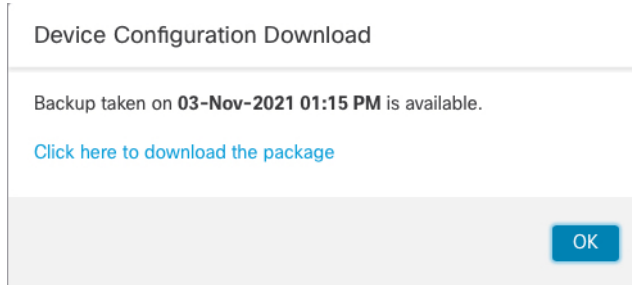 Device Configuration Download
Backup taken on 03-Nov-2021 01:15 PM is available.
Click here to download the package
OK